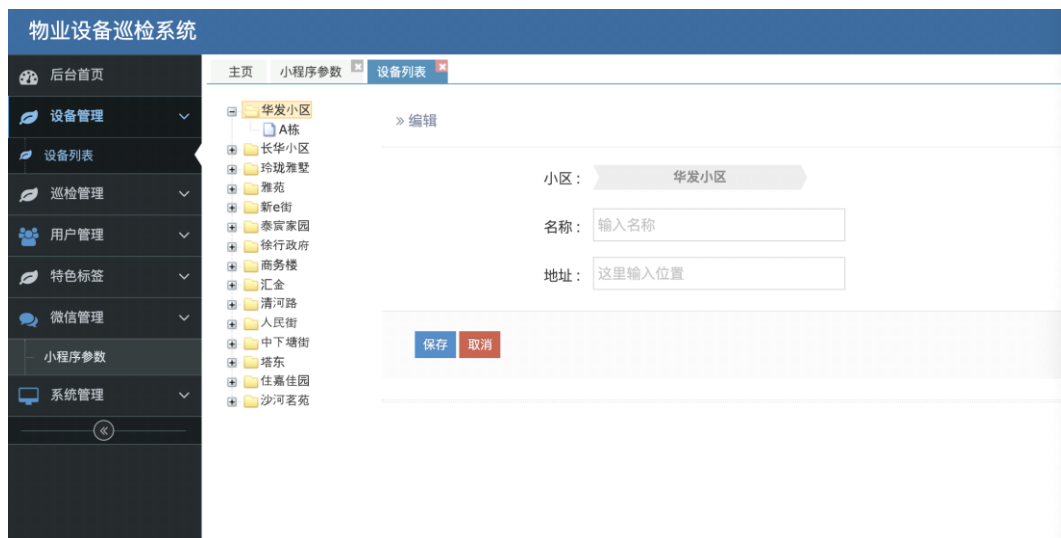 物业设备巡检系统
后台首页
设备管理
设备列表
巡检管理
用户管理
特色标签
微信管理
小程序参数
系统管理
主页 小程序参数 设备列表
华发小区
A栋
长华小区
玲珑雅墅
雅苑
新e街
泰宸家园
徐行政府
商务楼
汇金
清河路
人民街
中下塘街
塔东
住嘉佳园
沙河茗苑
» 编辑
小区： 华发小区
名称： 输入名称
地址： 这里输入位置
保存 取消